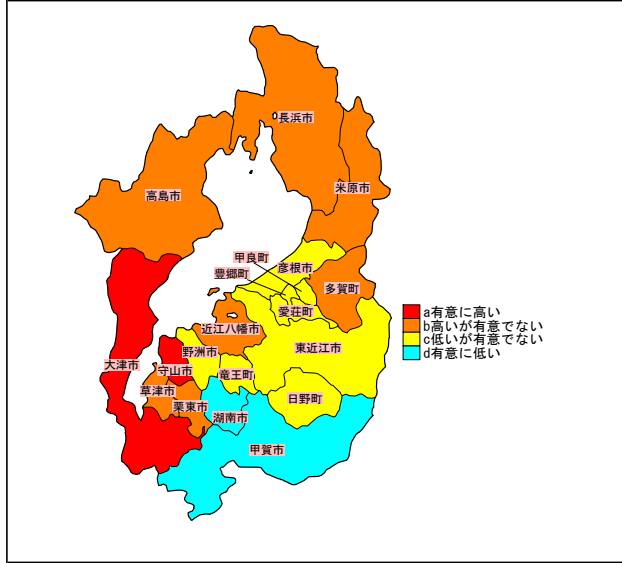 長浜市
米原市
高島市
甲良町
彦根市
豊郷町
多賀町
愛荘町
近江八幡市
東近江市
野洲市
大津市
守山市
竜王町
草津市
栗東市
日野町
湖南市
甲賀市
a有意に高い
b高いが有意でない
c低いが有意でない
d有意に低い